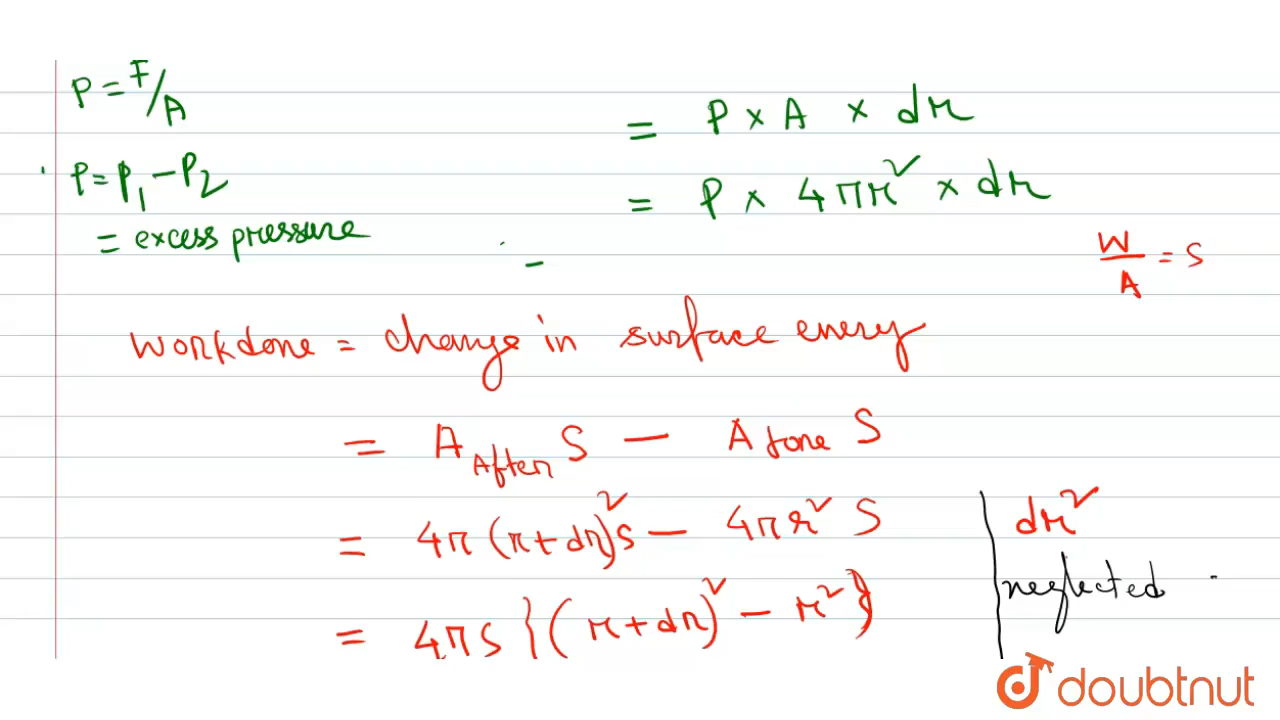 P = F/A
= P × A × dr
P = P₁ − P₂
= P × 4πr² × dr
= excess pressure
=
W/A = S
workdone = change in surface energy
= A After S − A fore S
= 4π (r + dr)² S − 4πr² S
dr²
neglected
= 4πS {(r + dr)² − r²}
doubtnut